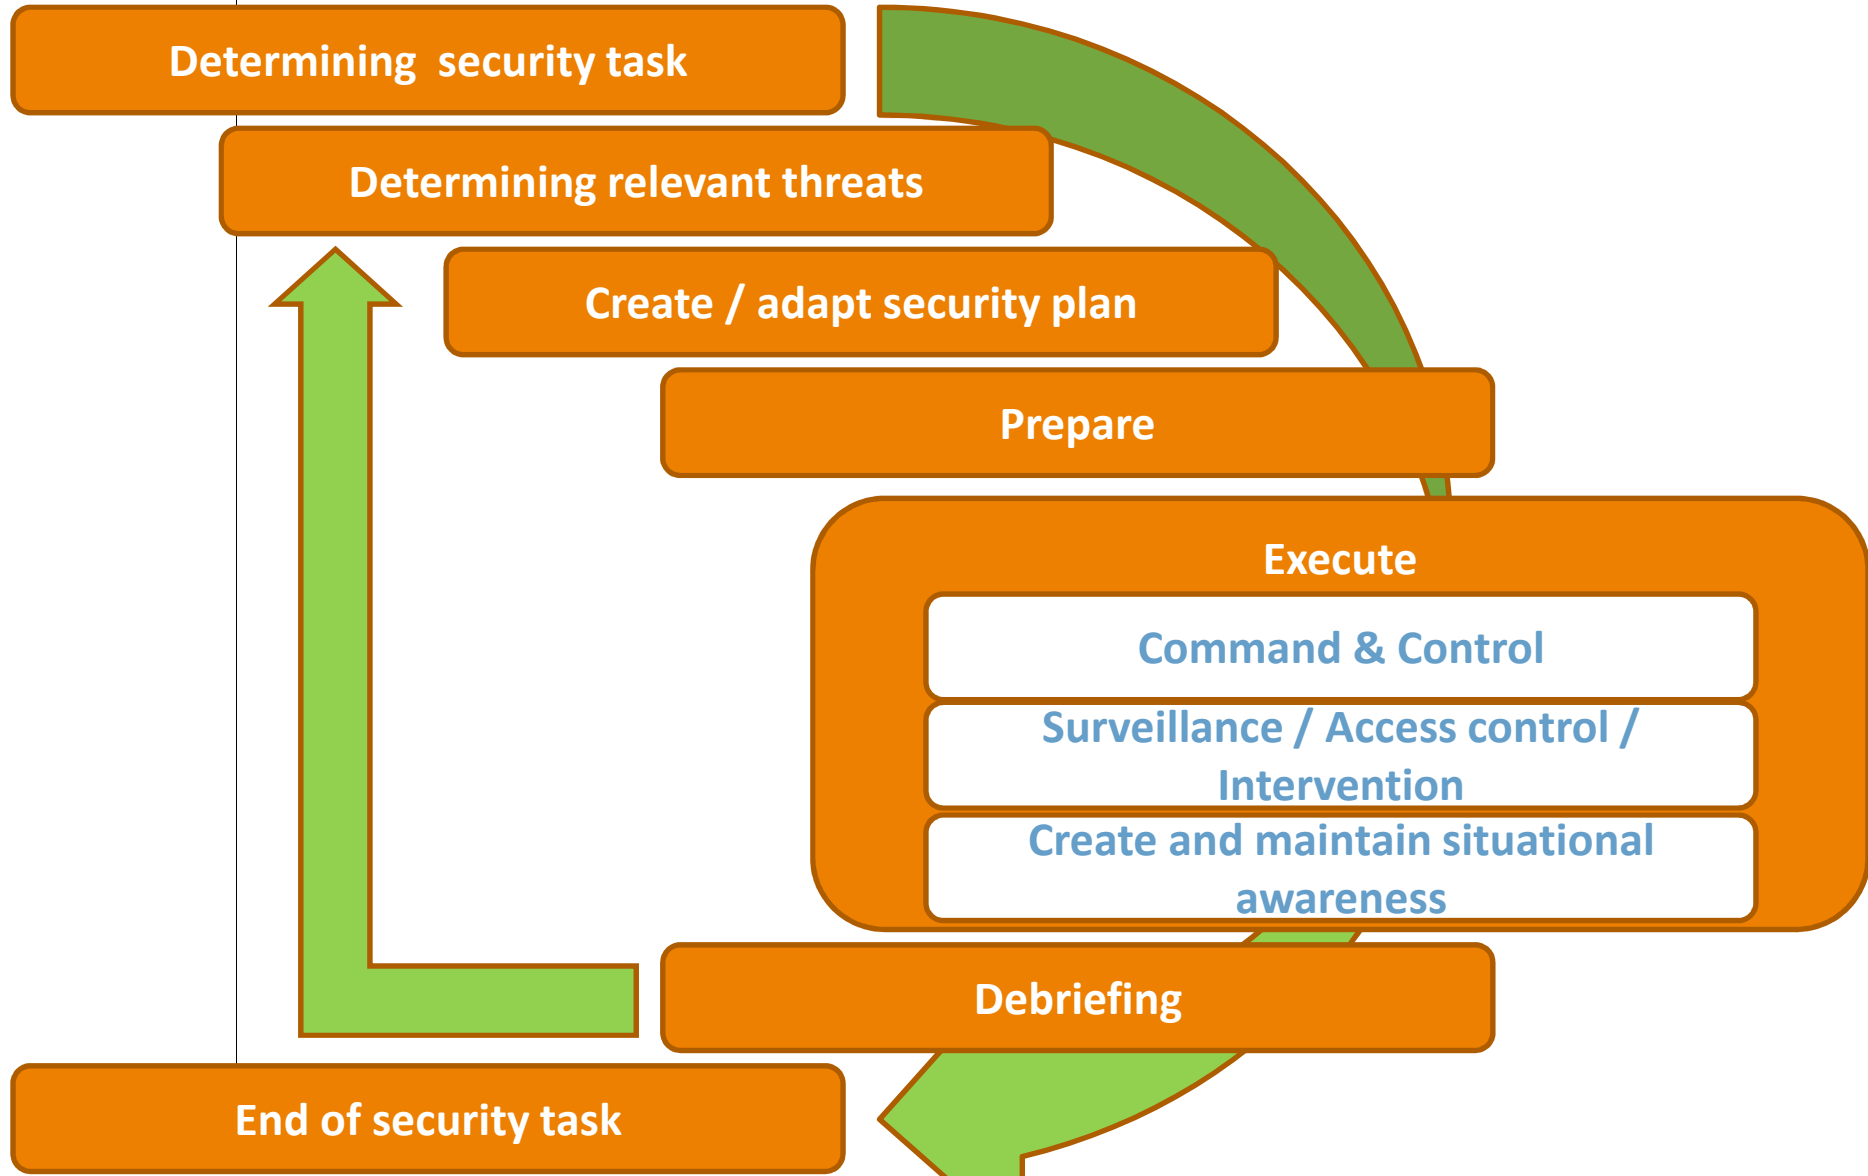 Determining  security task
Determining relevant threats
Create / adapt security plan
Prepare
Execute
Command & Control
Surveillance / Access control /
Intervention
Create and maintain situational
awareness
Debriefing
End of security task